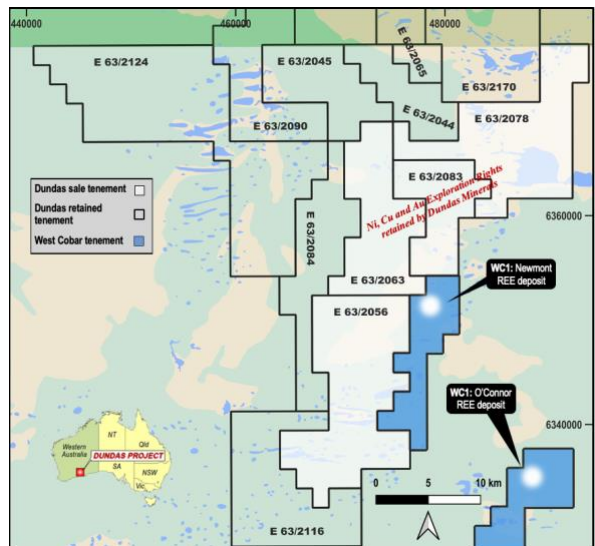 440000
460000
480000
E 63/2124
E 63/2045
E 63/2065
E 63/2170
E 63/2044
E 63/2078
E 63/2090
E 63/2083
Dundas sale tenement
Dundas retained
tenement
West Cobar tenement
Ni, Cu and Au Exploration Rights
retained by Dundas Minerals
6360000
E 63/2084
E 63/2063
WC1: Newmont
REE deposit
E 63/2056
WC1: O'Connor
REE deposit
6340000
NT
Qld
Western
Australia
DUNDAS PROJECT
SA
NSW
Vic
0
5
10 km
E 63/2116